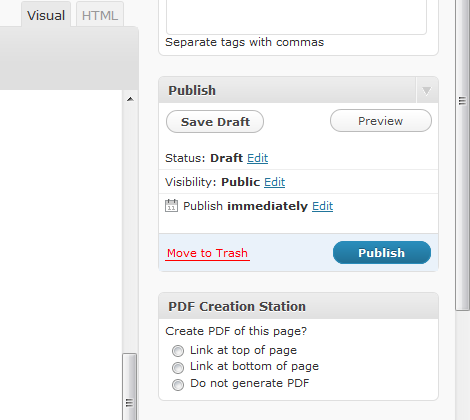 Visual HTML
Separate tags with commas
Publish
Save Draft Preview
Status: Draft Edit
Visibility: Public Edit
11 Publish immediately Edit
Move to Trash Publish
PDF Creation Station
Create PDF of this page?
Link at top of page
Link at bottom of page
Do not generate PDF